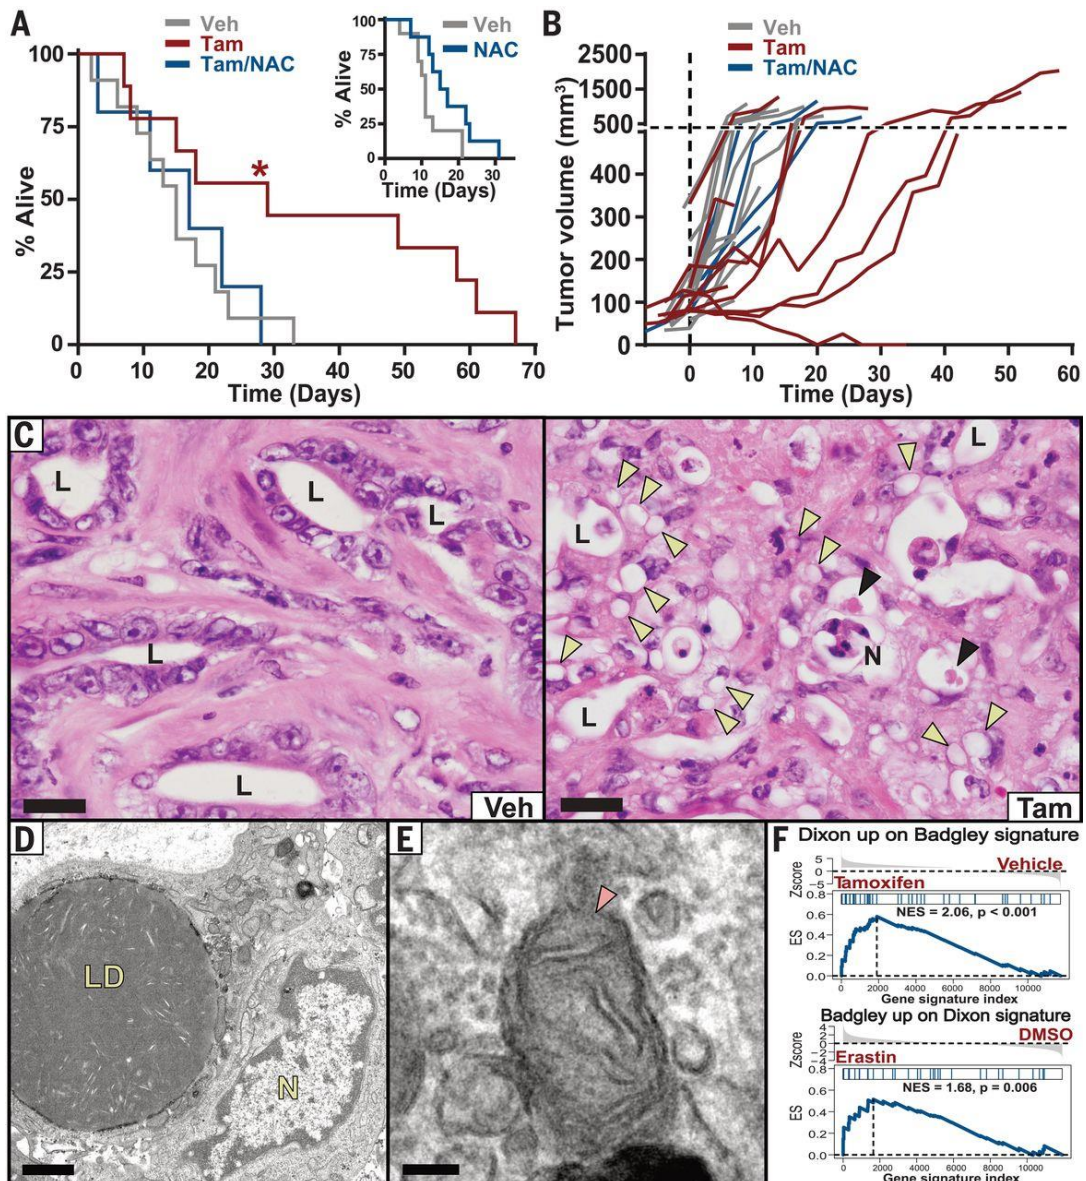 A
Veh
Tam
Tam/NAC
% Alive
100
75
50
25
0
*
0 10 20 30 40 50 60 70
Time (Days)
Veh
NAC
% Alive
100
75
50
25
0
0 10 20 30
Time (Days)
B
Veh
Tam
Tam/NAC
Tumor volume (mm³)
2500
1500
500
400
300
200
100
0
0 10 20 30 40 50 60
Time (Days)
C
L
L
L
L
L
Veh
L
L
L
N
Tam
D
LD
N
E
F
Dixon up on Badgley signature
Zscore
5
0
−5
Vehicle
Tamoxifen
NES = 2.06, p < 0.001
ES
0.8
0.6
0.4
0.2
0.0
0 2000 4000 6000 8000 10000
Gene signature index
Badgley up on Dixon signature
Zscore
4
2
0
−2
−4
DMSO
Erastin
NES = 1.68, p = 0.006
ES
0.8
0.6
0.4
0.2
0.0
0 2000 4000 6000 8000 10000
Gene signature index